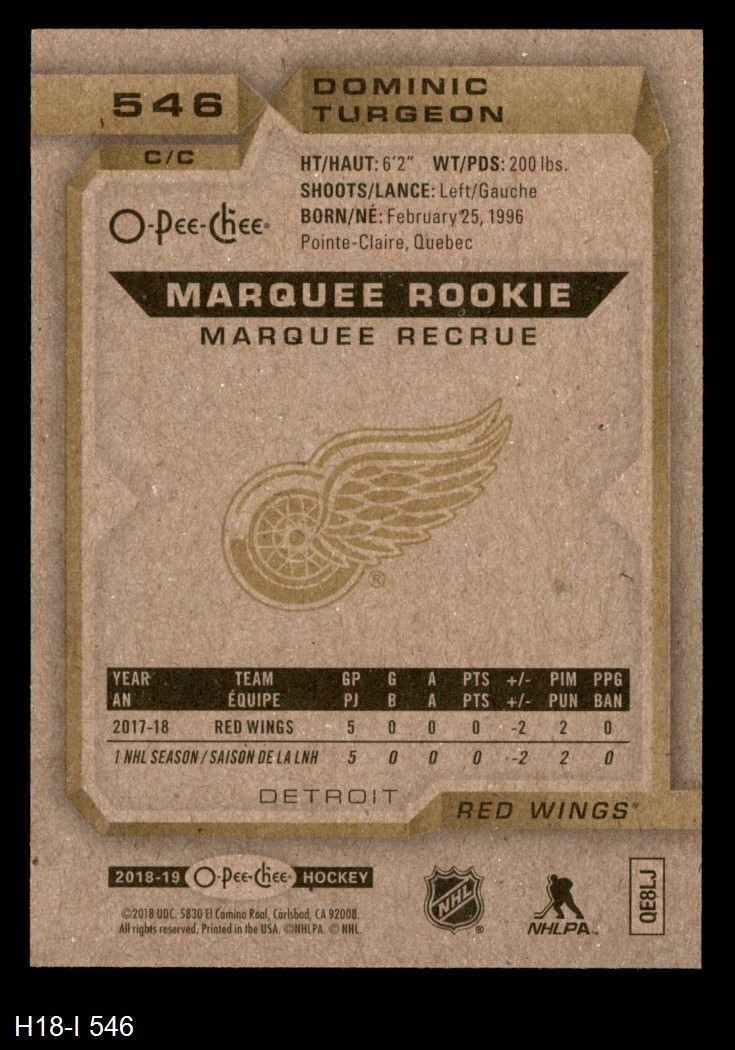 546
DOMINIC
TURGEON
C/C
HT/HAUT: 6'2" WT/PDS: 200 lbs.
SHOOTS/LANCE: Left/Gauche
BORN/NÉ: February 25, 1996
Pointe-Claire, Quebec
O-Pee-Chee
MARQUEE ROOKIE
MARQUEE RECRUE
®
YEAR TEAM GP G A PTS +/- PIM PPG
AN ÉQUIPE PJ B A PTS +/- PUN BAN
2017-18 RED WINGS 5 0 0 0 -2 2 0
1 NHL SEASON / SAISON DE LA LNH 5 0 0 0 -2 2 0
DETROIT
RED WINGS®
2018-19 O-Pee-Chee HOCKEY
©2018 UDC. 5830 El Camino Real, Carlsbad, CA 92008.
All rights reserved. Printed in the USA. ©NHLPA. © NHL.
NHL ®
NHLPA™
QE8LJ
H18-I 546